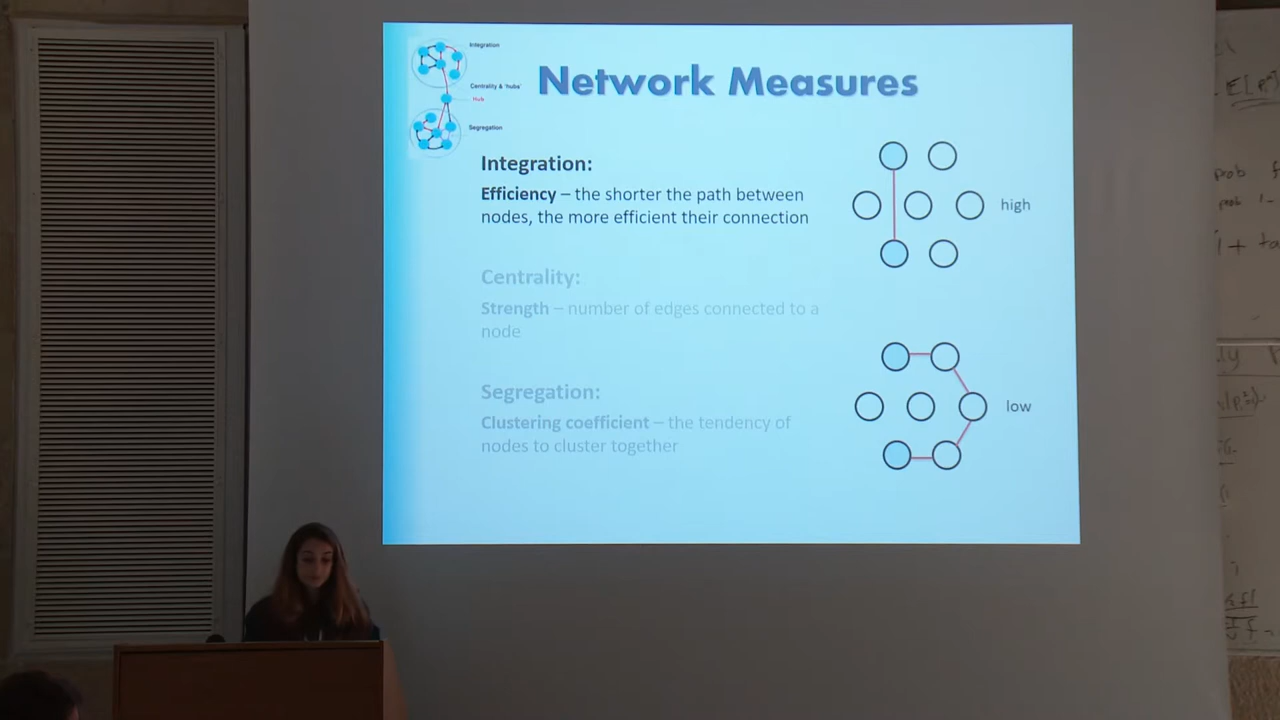 Integration
Centrality & 'hubs'
Hub
Segregation
Network Measures
Integration:
Efficiency – the shorter the path between
nodes, the more efficient their connection
high
Centrality:
Strength – number of edges connected to a
node
Segregation:
Clustering coefficient – the tendency of
nodes to cluster together
low
prob
prob